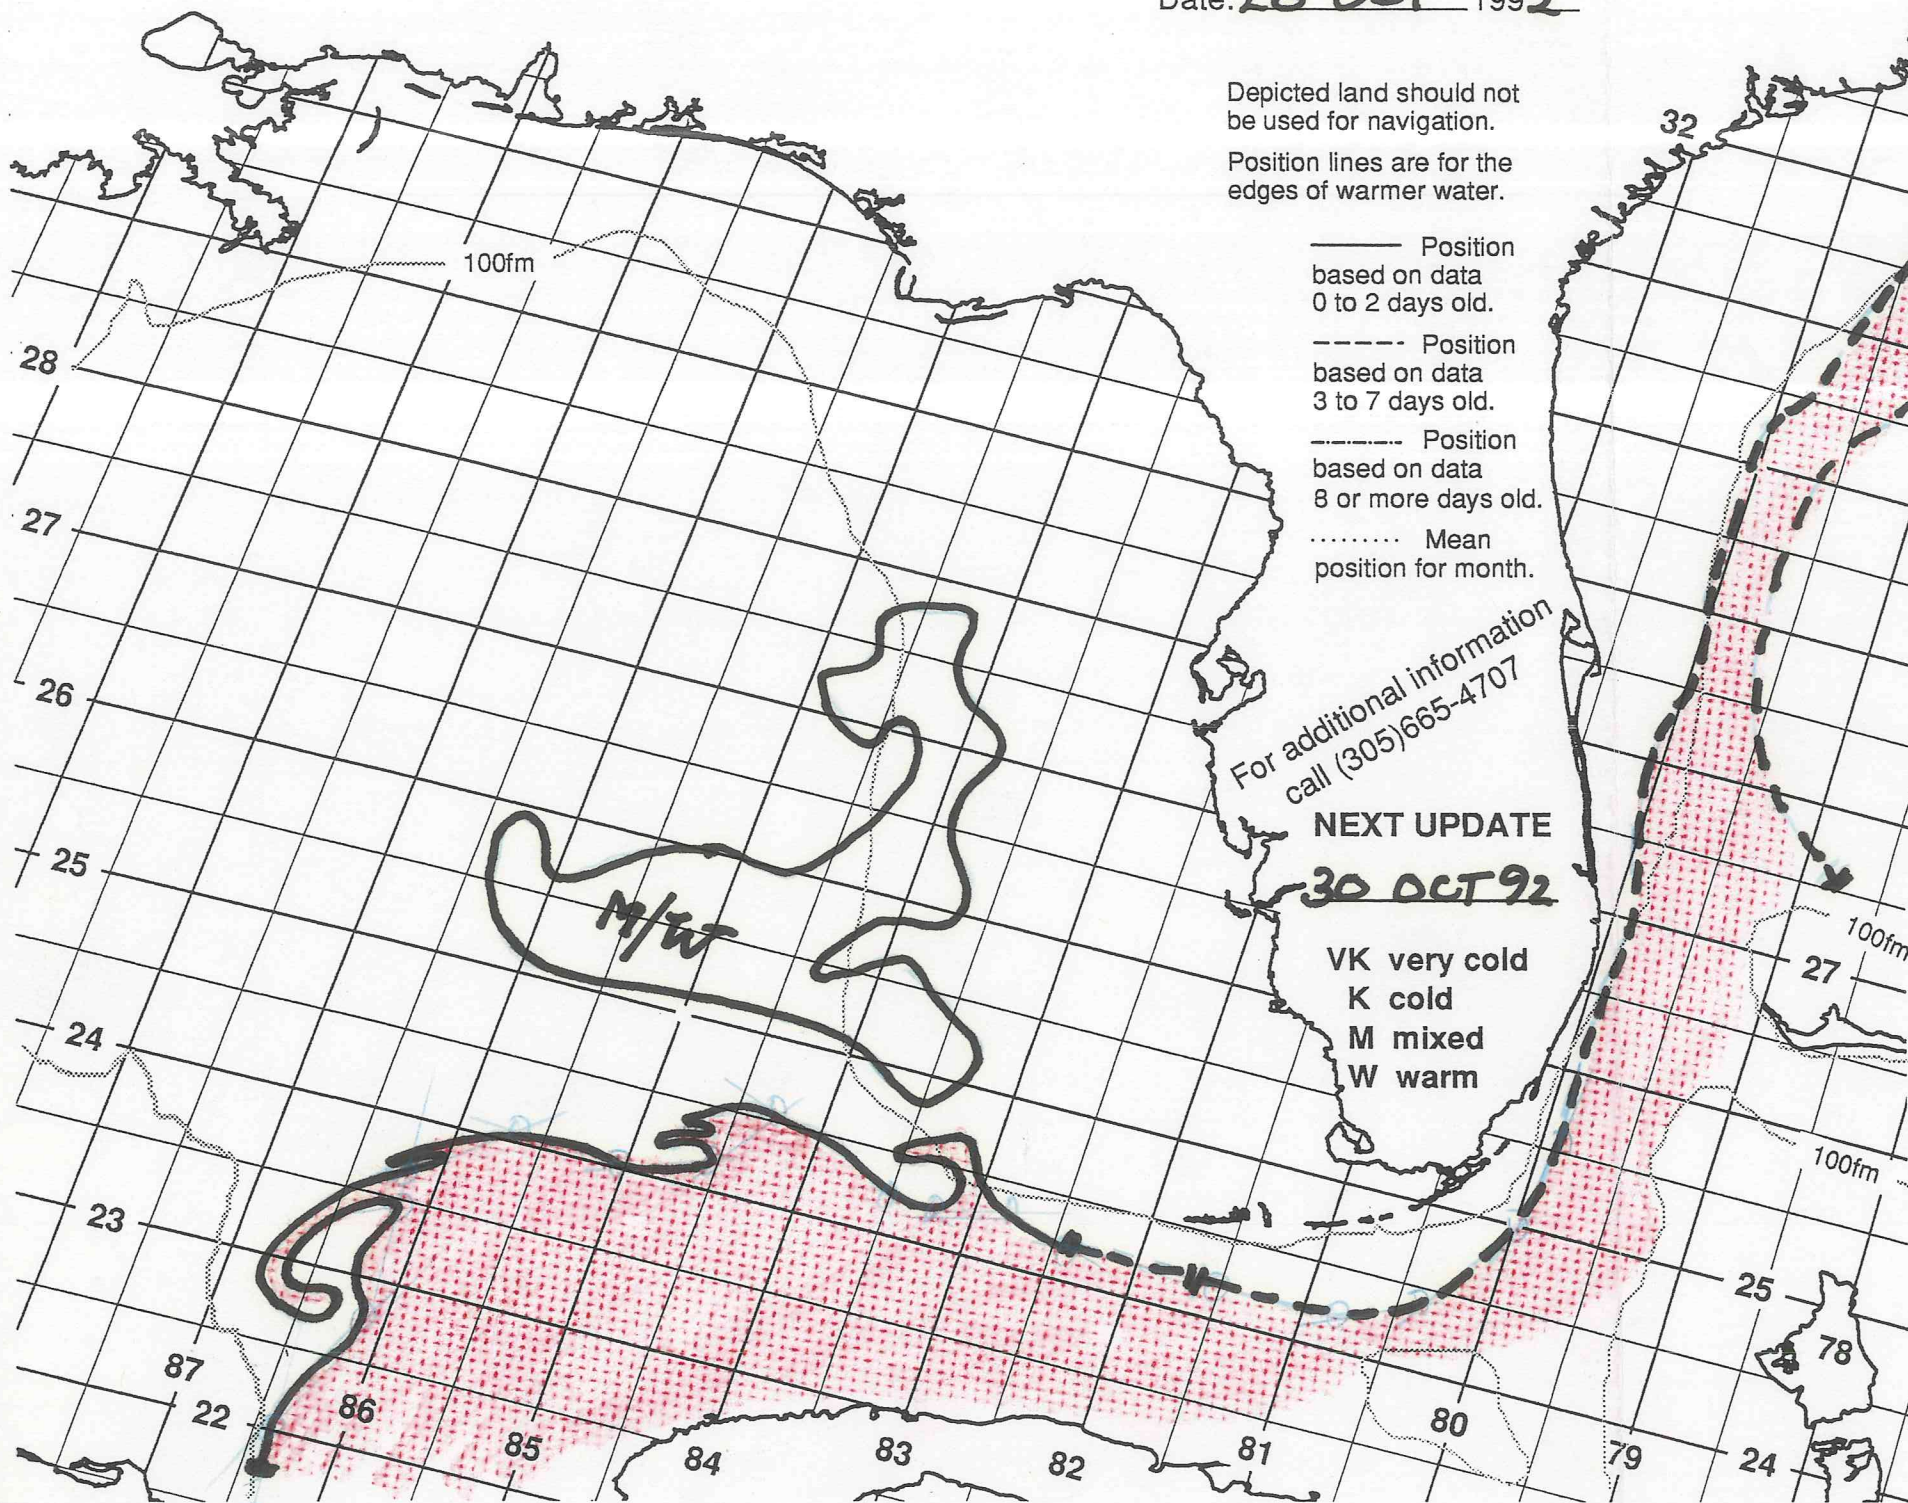 Date: 28 OCT 1992
Depicted land should not
be used for navigation.
Position lines are for the
edges of warmer water.
Position
based on data
0 to 2 days old.
Position
based on data
3 to 7 days old.
Position
based on data
8 or more days old.
Mean
position for month.
For additional information
call (305)665-4707
NEXT UPDATE
30 OCT 92
VK very cold
K cold
M mixed
W warm
32
100fm
28
27
26
25
24
23
22
M/W
100fm
27
100fm
25
78
24
87
86
85
84
83
82
81
80
79